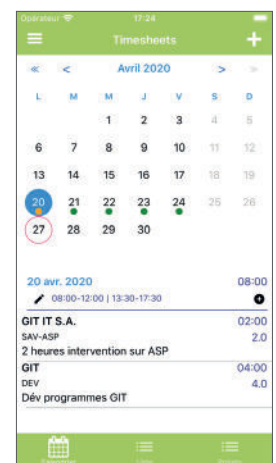 Opérateur 17:24
Timesheets +
« < Avril 2020 > »
L M M J V S D
1 2 3 4 5
6 7 8 9 10 11 12
13 14 15 16 17 18 19
20 21 22 23 24 25 26
27 28 29 30
20 avr. 2020 08:00
08:00-12:00 | 13:30-17:30
GIT IT S.A. 02:00
SAV-ASP 2.0
2 heures intervention sur ASP
GIT 04:00
DEV 4.0
Dév programmes GIT